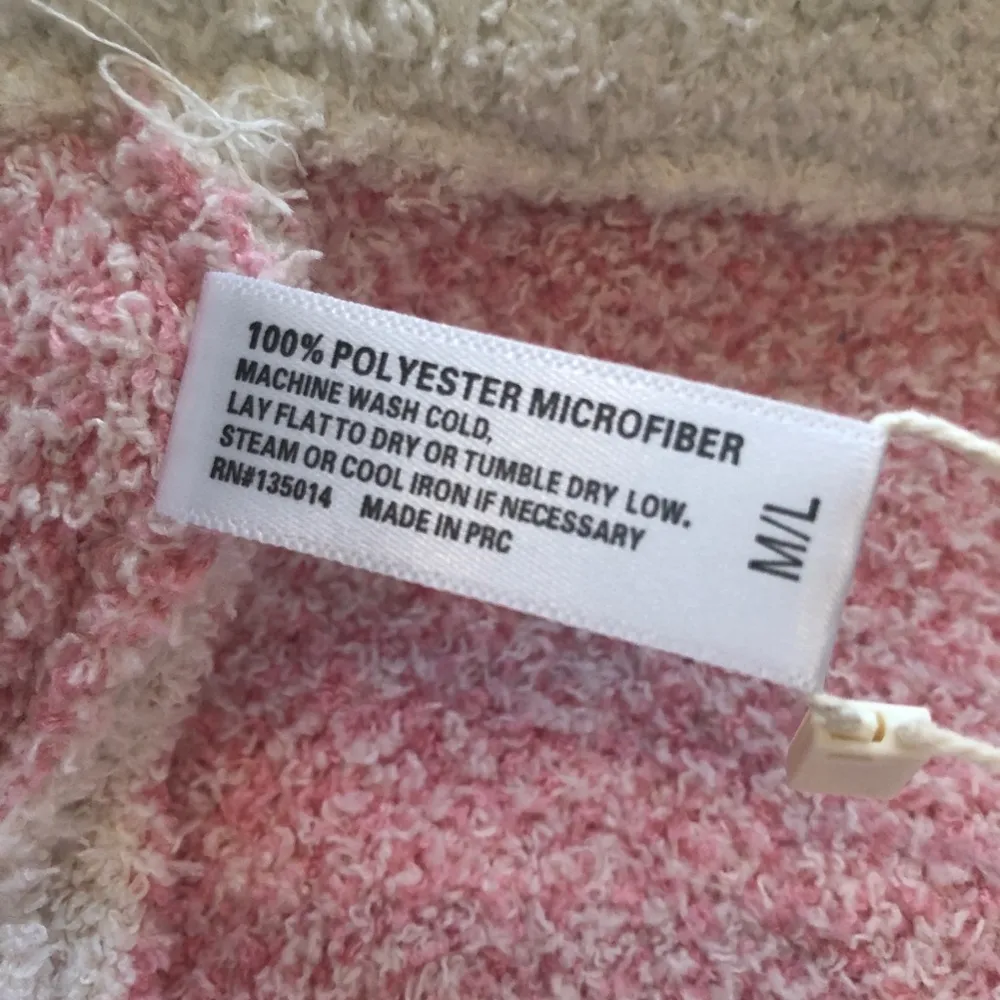 100% POLYESTER MICROFIBER
MACHINE WASH COLD,
LAY FLAT TO DRY OR TUMBLE DRY LOW.
STEAM OR COOL IRON IF NECESSARY
RN#135014 MADE IN PRC
M/L